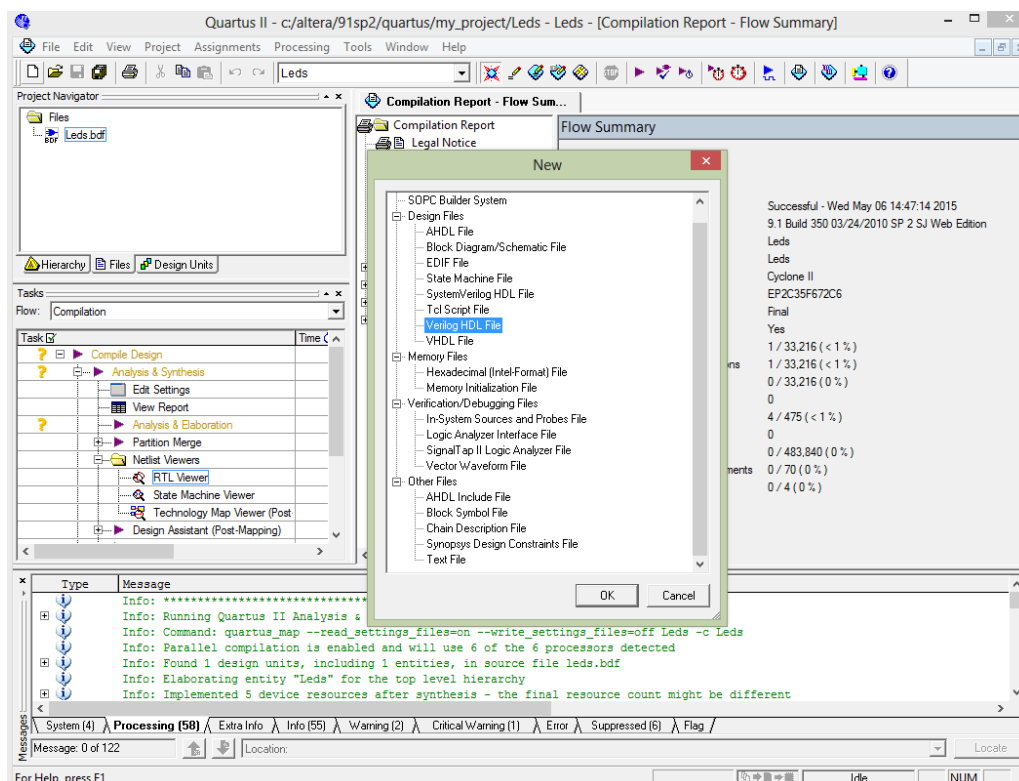 Quartus II - c:/altera/91sp2/quartus/my_project/Leds - Leds - [Compilation Report - Flow Summary]
File Edit View Project Assignments Processing Tools Window Help
Leds
Project Navigator
Files
Leds.bdf
Hierarchy Files Design Units
Tasks
Flow: Compilation
Task Time
Compile Design
Analysis & Synthesis
Edit Settings
View Report
Analysis & Elaboration
Partition Merge
Netlist Viewers
RTL Viewer
State Machine Viewer
Technology Map Viewer (Post-
Design Assistant (Post-Mapping)
Compilation Report - Flow Sum...
Compilation Report
Legal Notice
Flow Summary
Successful - Wed May 06 14:47:14 2015
9.1 Build 350 03/24/2010 SP 2 SJ Web Edition
Leds
Leds
Cyclone II
EP2C35F672C6
Final
Yes
1 / 33,216 ( < 1 % )
ons 1 / 33,216 ( < 1 % )
0 / 33,216 ( 0 % )
0
4 / 475 ( < 1 % )
0
0 / 483,840 ( 0 % )
ments 0 / 70 ( 0 % )
0 / 4 ( 0 % )
New
SOPC Builder System
Design Files
AHDL File
Block Diagram/Schematic File
EDIF File
State Machine File
SystemVerilog HDL File
Tcl Script File
Verilog HDL File
VHDL File
Memory Files
Hexadecimal (Intel-Format) File
Memory Initialization File
Verification/Debugging Files
In-System Sources and Probes File
Logic Analyzer Interface File
SignalTap II Logic Analyzer File
Vector Waveform File
Other Files
AHDL Include File
Block Symbol File
Chain Description File
Synopsys Design Constraints File
Text File
OK Cancel
Type Message
Info: *******************************
Info: Running Quartus II Analysis &
Info: Command: quartus_map --read_settings_files=on --write_settings_files=off Leds -c Leds
Info: Parallel compilation is enabled and will use 6 of the 6 processors detected
Info: Found 1 design units, including 1 entities, in source file leds.bdf
Info: Elaborating entity "Leds" for the top level hierarchy
Info: Implemented 5 device resources after synthesis - the final resource count might be different
System (4) Processing (58) Extra Info Info (55) Warning (2) Critical Warning (1) Error Suppressed (6) Flag
Messages
Message: 0 of 122 Location: Locate
For Help, press F1 Idle NUM